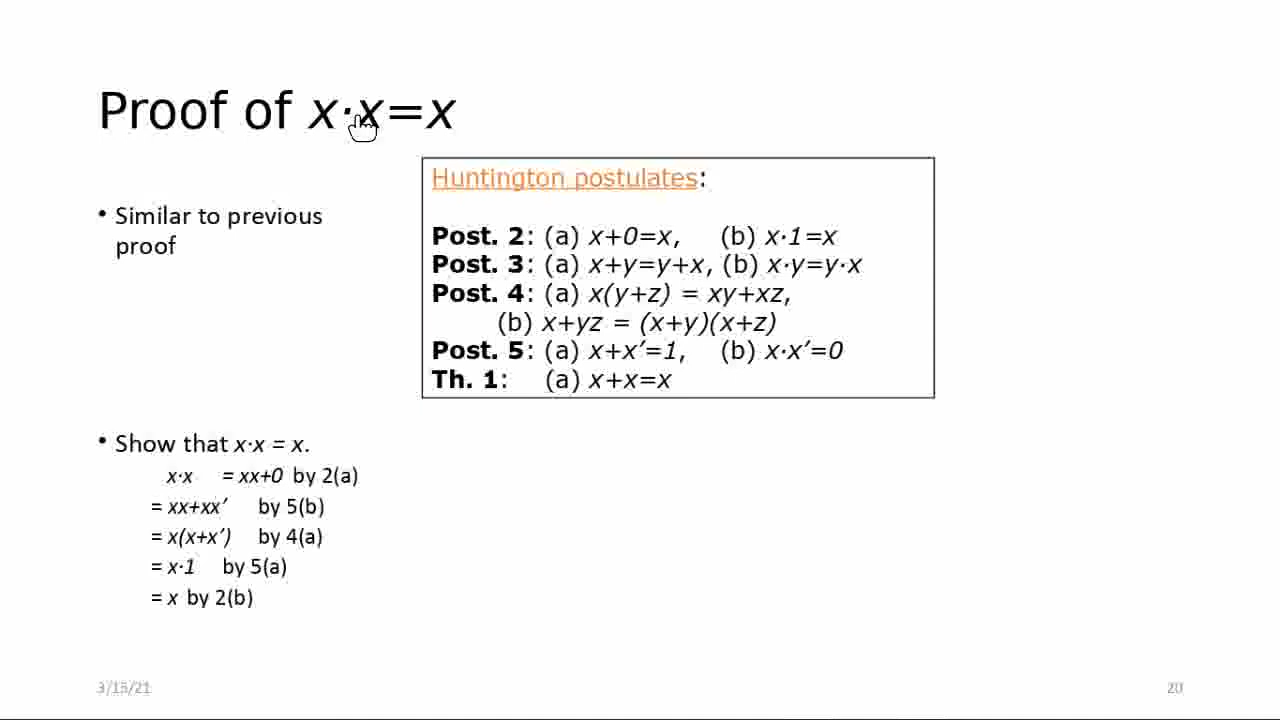 Proof of x·x=x
• Similar to previous
proof
Huntington postulates:
Post. 2: (a) x+0=x, (b) x·1=x
Post. 3: (a) x+y=y+x, (b) x·y=y·x
Post. 4: (a) x(y+z) = xy+xz,
(b) x+yz = (x+y)(x+z)
Post. 5: (a) x+x′=1, (b) x·x′=0
Th. 1: (a) x+x=x
• Show that x·x = x.
x·x = xx+0 by 2(a)
= xx+xx′ by 5(b)
= x(x+x′) by 4(a)
= x·1 by 5(a)
= x by 2(b)
3/15/21
20